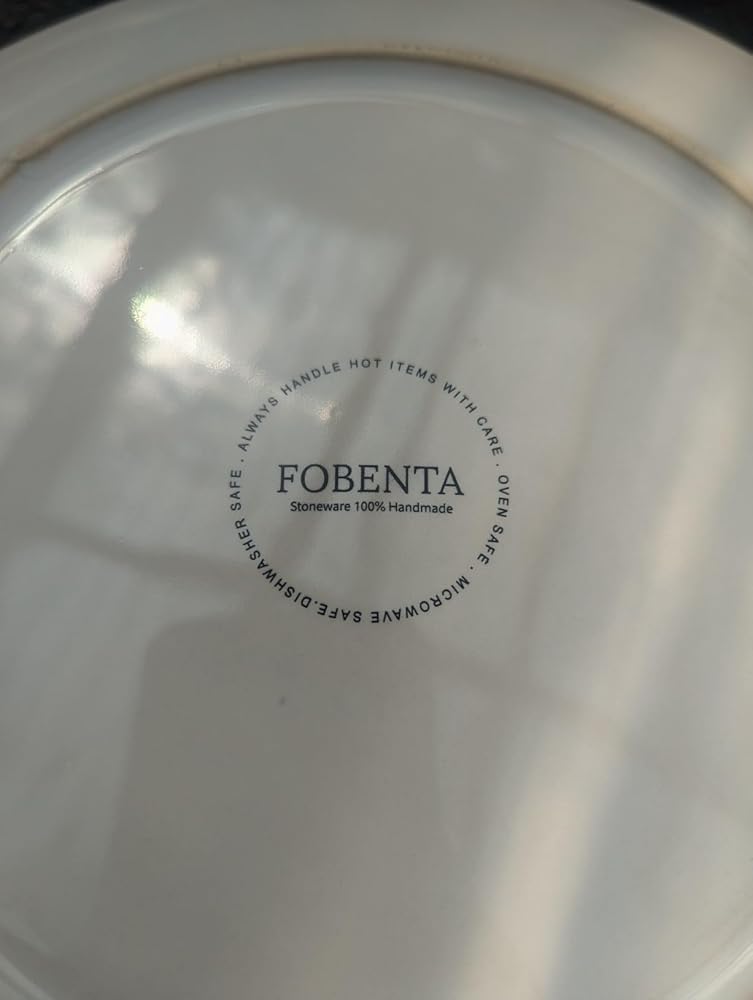 ALWAYS HANDLE HOT ITEMS WITH CARE . OVEN SAFE . MICROWAVE SAFE.DISHWASHER SAFE .
FOBENTA
Stoneware 100% Handmade